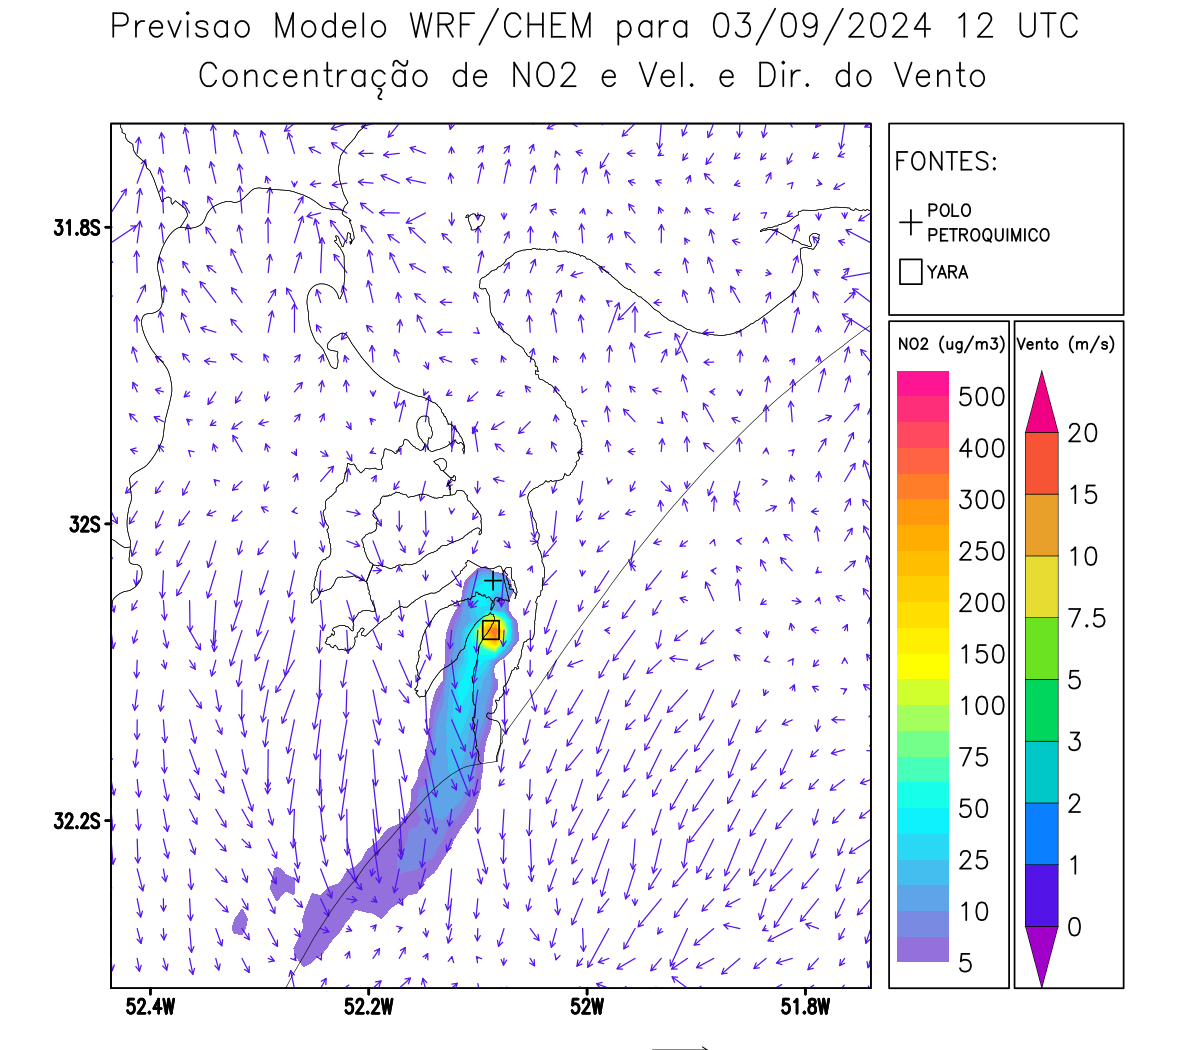 Previsao Modelo WRF/CHEM para 03/09/2024 12 UTC
Concentração de NO2 e Vel. e Dir. do Vento
FONTES:
POLO
PETROQUIMICO
YARA
31.8S
32S
32.2S
52.4W
52.2W
52W
51.8W
NO2 (ug/m3)
500
400
300
250
200
150
100
75
50
25
10
5
Vento (m/s)
20
15
10
7.5
5
3
2
1
0